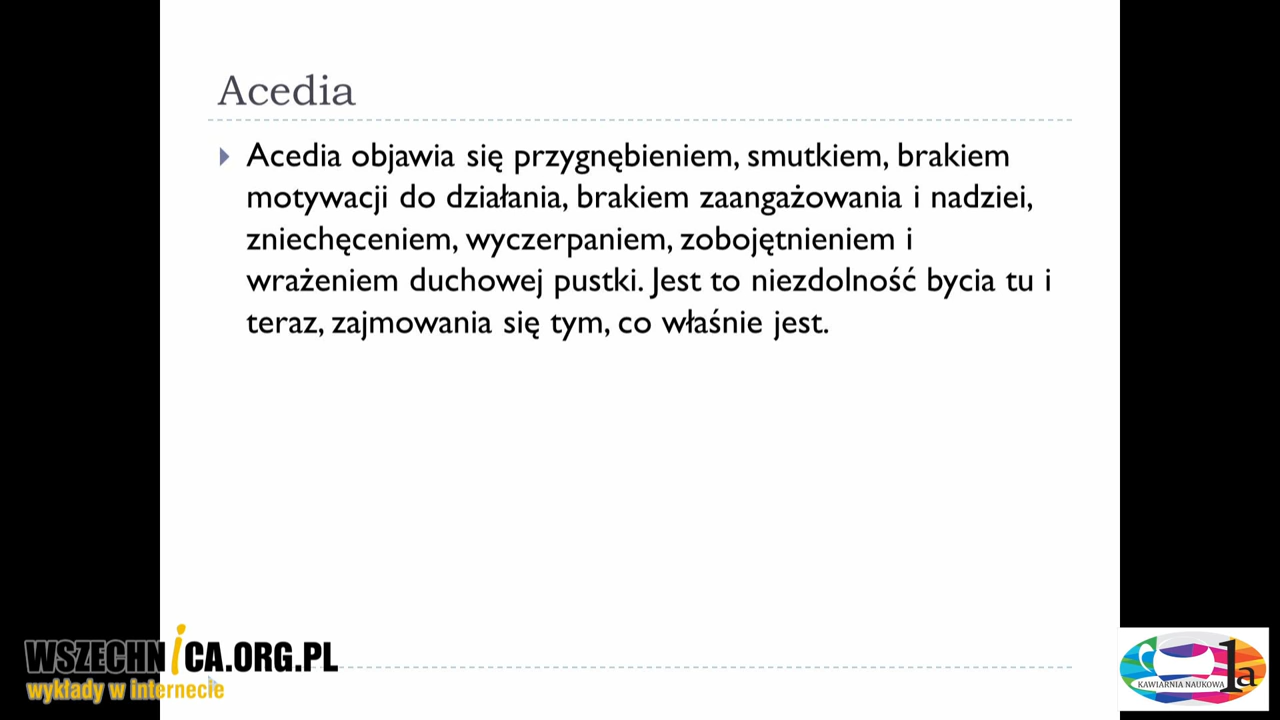 Acedia
Acedia objawia się przygnębieniem, smutkiem, brakiem
motywacji do działania, brakiem zaangażowania i nadziei,
zniechęceniem, wyczerpaniem, zobojętnieniem i
wrażeniem duchowej pustki. Jest to niezdolność bycia tu i
teraz, zajmowania się tym, co właśnie jest.
WSZECHNiCA.ORG.PL
wykłady w internecie
KAWIARNIA NAUKOWA 1a